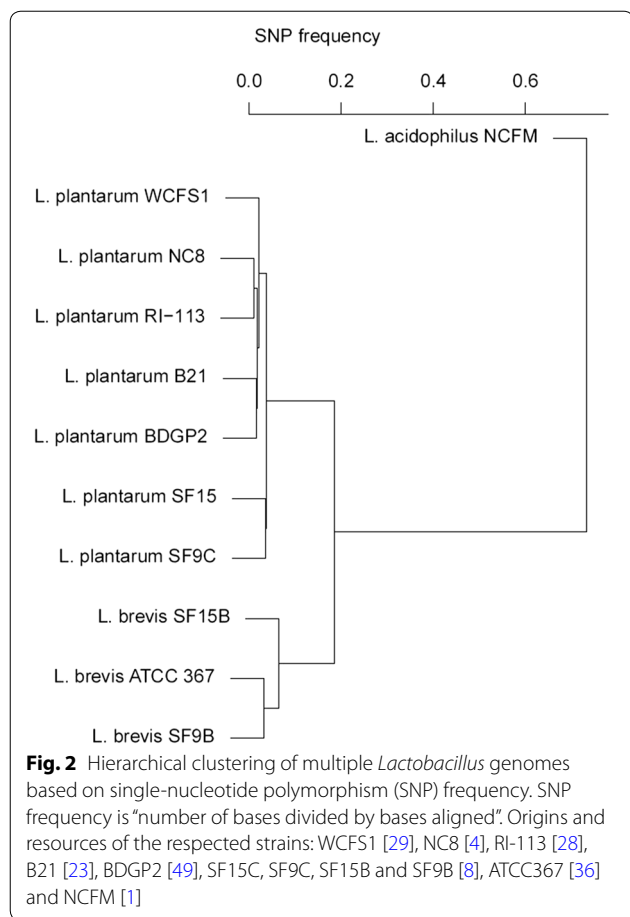 SNP frequency
0.0 0.2 0.4 0.6
L. acidophilus NCFM
L. plantarum WCFS1
L. plantarum NC8
L. plantarum RI−113
L. plantarum B21
L. plantarum BDGP2
L. plantarum SF15
L. plantarum SF9C
L. brevis SF15B
L. brevis ATCC 367
L. brevis SF9B
Fig. 2 Hierarchical clustering of multiple Lactobacillus genomes
based on single-nucleotide polymorphism (SNP) frequency. SNP
frequency is “number of bases divided by bases aligned”. Origins and
resources of the respected strains: WCFS1 [29], NC8 [4], RI-113 [28],
B21 [23], BDGP2 [49], SF15C, SF9C, SF15B and SF9B [8], ATCC367 [36]
and NCFM [1]